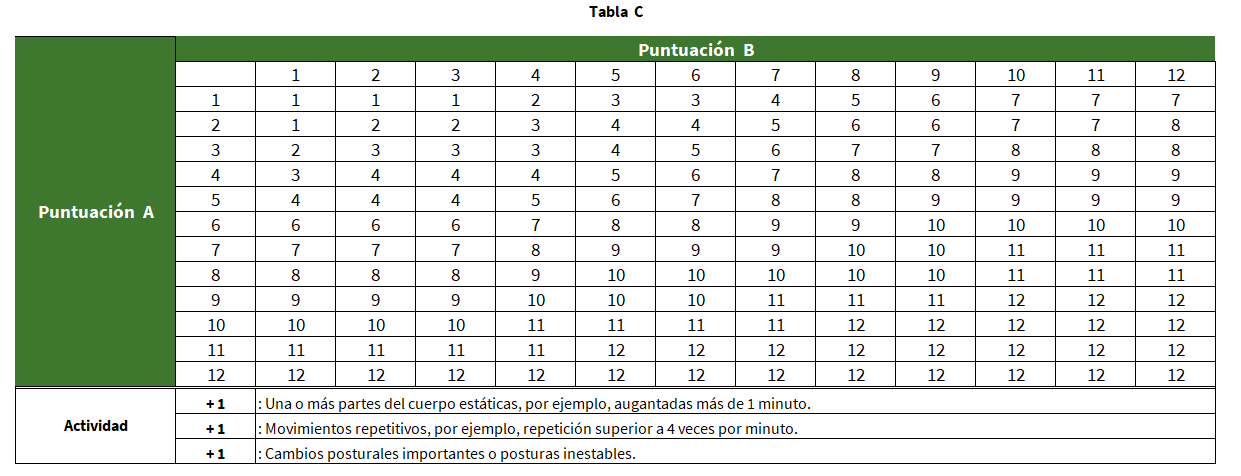 Tabla C
Puntuación B
1 2 3 4 5 6 7 8 9 10 11 12
1 1 1 1 2 3 3 4 5 6 7 7 7
2 1 2 2 3 4 4 5 6 6 7 7 8
3 2 3 3 3 4 5 6 7 7 8 8 8
4 3 4 4 4 5 6 7 8 8 9 9 9
Puntuación A
5 4 4 4 5 6 7 8 8 9 9 9 9
6 6 6 6 7 8 8 9 9 10 10 10 10
7 7 7 7 8 9 9 9 10 10 11 11 11
8 8 8 8 9 10 10 10 10 10 11 11 11
9 9 9 9 10 10 10 11 11 11 12 12 12
10 10 10 10 11 11 11 11 12 12 12 12 12
11 11 11 11 11 12 12 12 12 12 12 12 12
12 12 12 12 12 12 12 12 12 12 12 12 12
Actividad
+ 1 : Una o más partes del cuerpo estáticas, por ejemplo, augantadas más de 1 minuto.
+ 1 : Movimientos repetitivos, por ejemplo, repetición superior a 4 veces por minuto.
+ 1 : Cambios posturales importantes o posturas inestables.